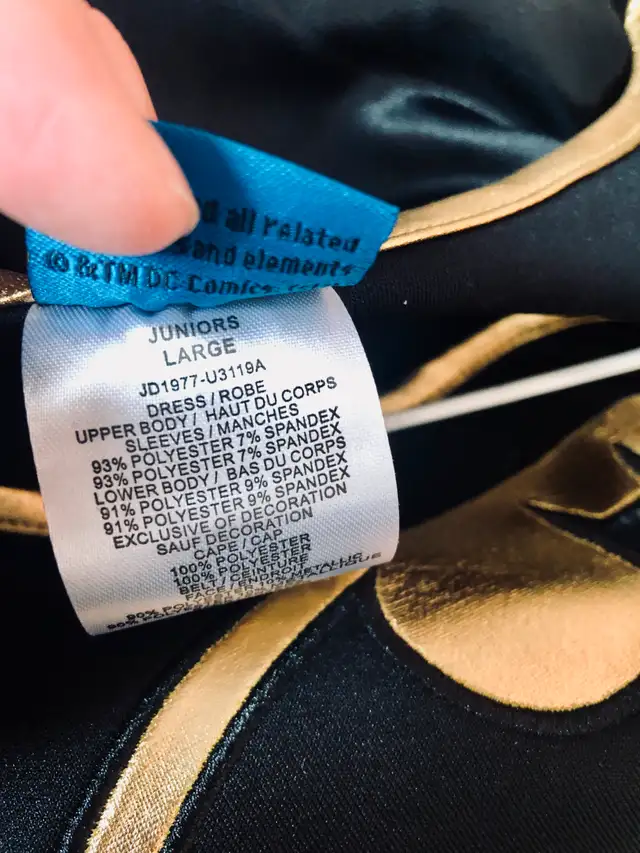 all related
and elements
© & TM DC Comics.
JUNIORS
LARGE
JD1977-U3119A
DRESS / ROBE
UPPER BODY / HAUT DU CORPS
SLEEVES / MANCHES
93% POLYESTER 7% SPANDEX
93% POLYESTER 7% SPANDEX
LOWER BODY / BAS DU CORPS
91% POLYESTER 9% SPANDEX
91% POLYESTER 9% SPANDEX
EXCLUSIVE OF DECORATION
SAUF DECORATION
CAPE / CAP
100% POLYESTER
100% POLYESTER
BELT / CEINTURE